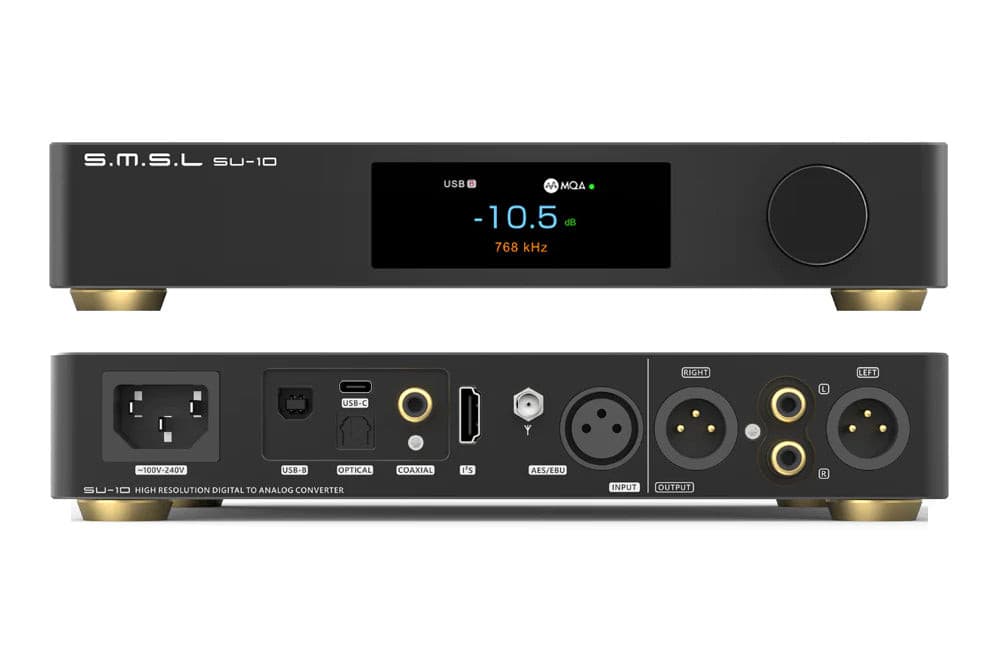 S.M.S.L SU-10
USB B MQA
-10.5 dB
768 kHz
RIGHT LEFT
USB-C
L
~100V-240V USB-B OPTICAL COAXIAL I²S AES/EBU
R
SU-10 HIGH RESOLUTION DIGITAL TO ANALOG CONVERTER INPUT OUTPUT